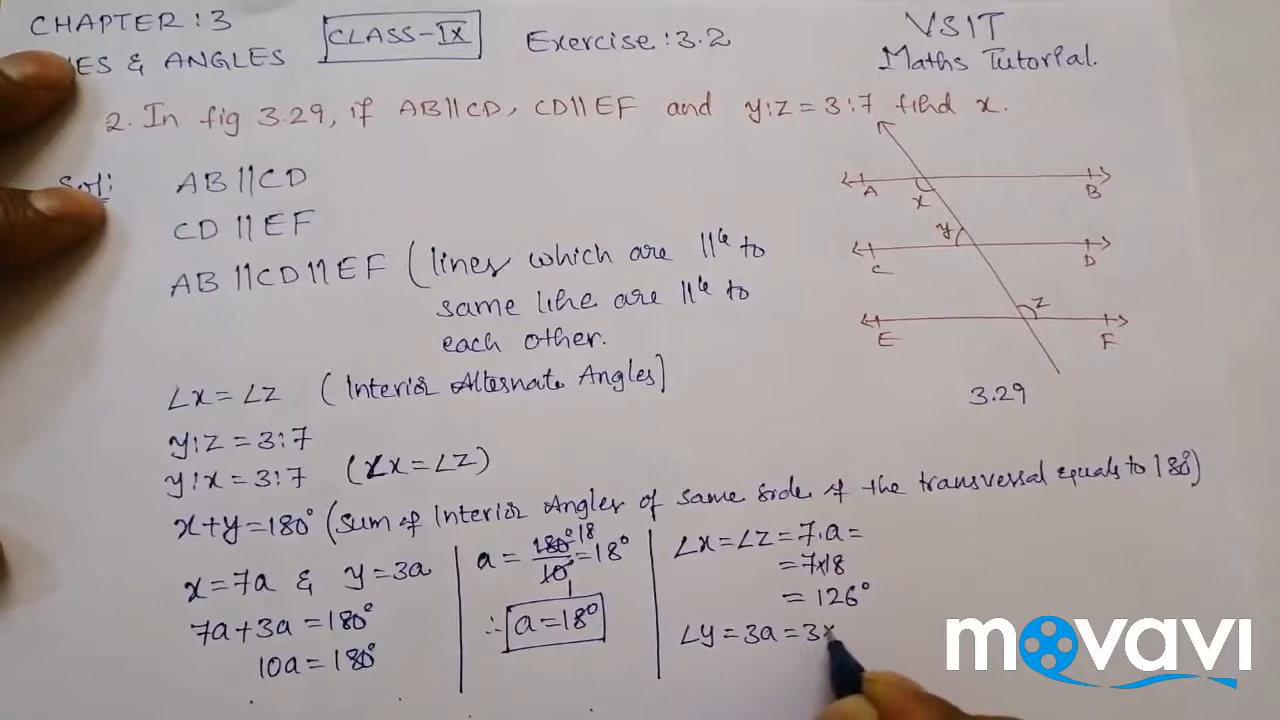 CHAPTER : 3
CLASS-IX
Exercise : 3.2
VSIT
ES & ANGLES
Maths Tutorial.
2. In fig 3.29, if AB||CD, CD||EF and y:z = 3:7 find x.
Sol:
AB||CD
CD||EF
AB||CD||EF (lines which are ||le to
same line are ||le to
each other.
∠x = ∠z (Interior Alternate Angles)
y:z = 3:7
y:x = 3:7 (∠x = ∠z)
x+y = 180° (Sum of Interior Angles of same side of the transversal equals to 180°)
x = 7a & y = 3a
7a + 3a = 180°
10a = 180°
a = 180°/10° = 18°
18
1
∴ a = 18°
∠x = ∠z = 7.a =
= 7×18
= 126°
∠y = 3a = 3×
A
B
x
y
C
D
z
E
F
3.29
movavi